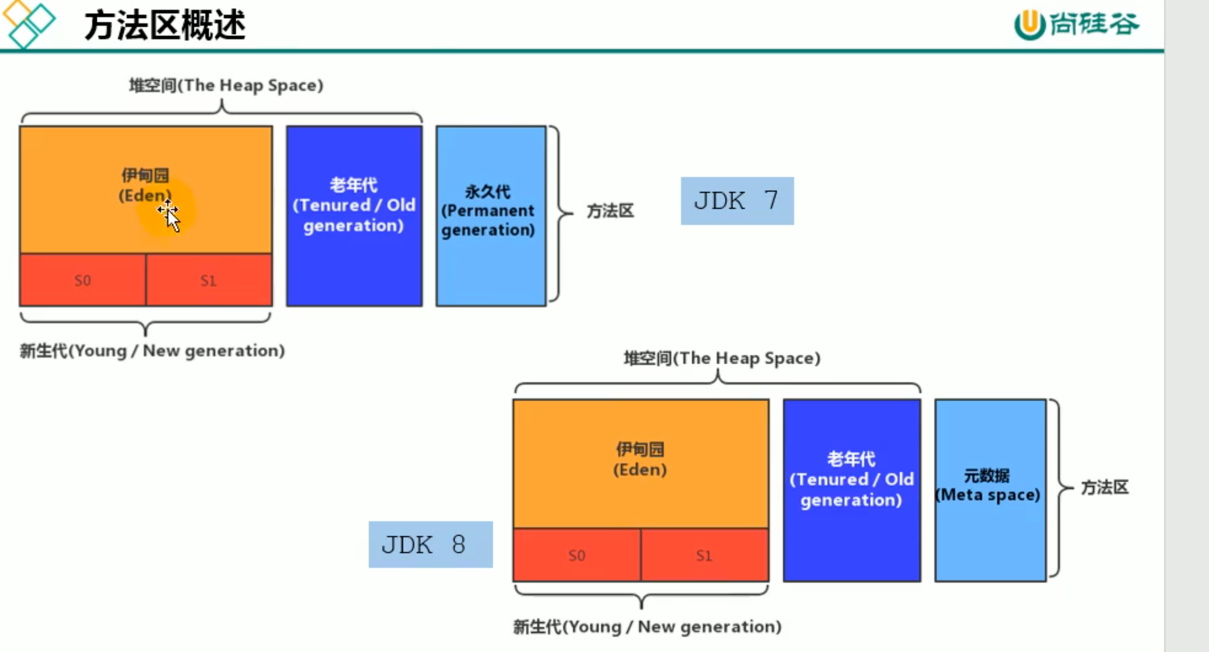 方法区概述
尚硅谷
堆空间(The Heap Space)
伊甸园
(Eden)
S0
S1
老年代
(Tenured / Old
generation)
永久代
(Permanent
generation)
方法区
JDK 7
新生代(Young / New generation)
堆空间(The Heap Space)
伊甸园
(Eden)
S0
S1
老年代
(Tenured / Old
generation)
元数据
(Meta space)
方法区
JDK 8
新生代(Young / New generation)